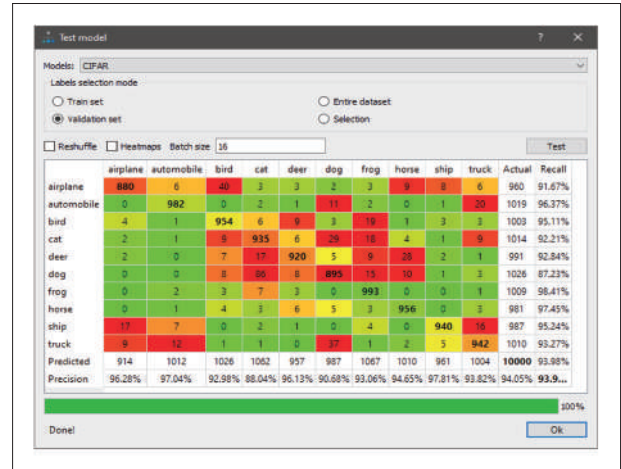 Test model ? ✕
Models: CIFAR
Labels selection mode
Train set Entire dataset
Validation set Selection
Reshuffle Heatmaps Batch size 16 Test
airplane automobile bird cat deer dog frog horse ship truck Actual Recall
airplane 880 6 40 3 3 2 3 9 8 6 960 91.67%
automobile 0 982 0 2 1 11 2 0 1 20 1019 96.37%
bird 4 1 954 6 9 3 19 1 3 3 1003 95.11%
cat 2 1 9 935 6 29 18 4 1 9 1014 92.21%
deer 2 0 7 17 920 5 9 28 2 1 991 92.84%
dog 0 0 8 86 8 895 15 10 1 3 1026 87.23%
frog 0 2 3 7 3 0 993 0 0 1 1009 98.41%
horse 0 1 4 3 6 5 3 956 0 3 981 97.45%
ship 17 7 0 2 1 0 4 0 940 16 987 95.24%
truck 9 12 1 1 0 37 1 2 5 942 1010 93.27%
Predicted 914 1012 1026 1062 957 987 1067 1010 961 1004 10000 93.98%
Precision 96.28% 97.04% 92.98% 88.04% 96.13% 90.68% 93.06% 94.65% 97.81% 93.82% 94.05% 93.9...
100%
Done! Ok